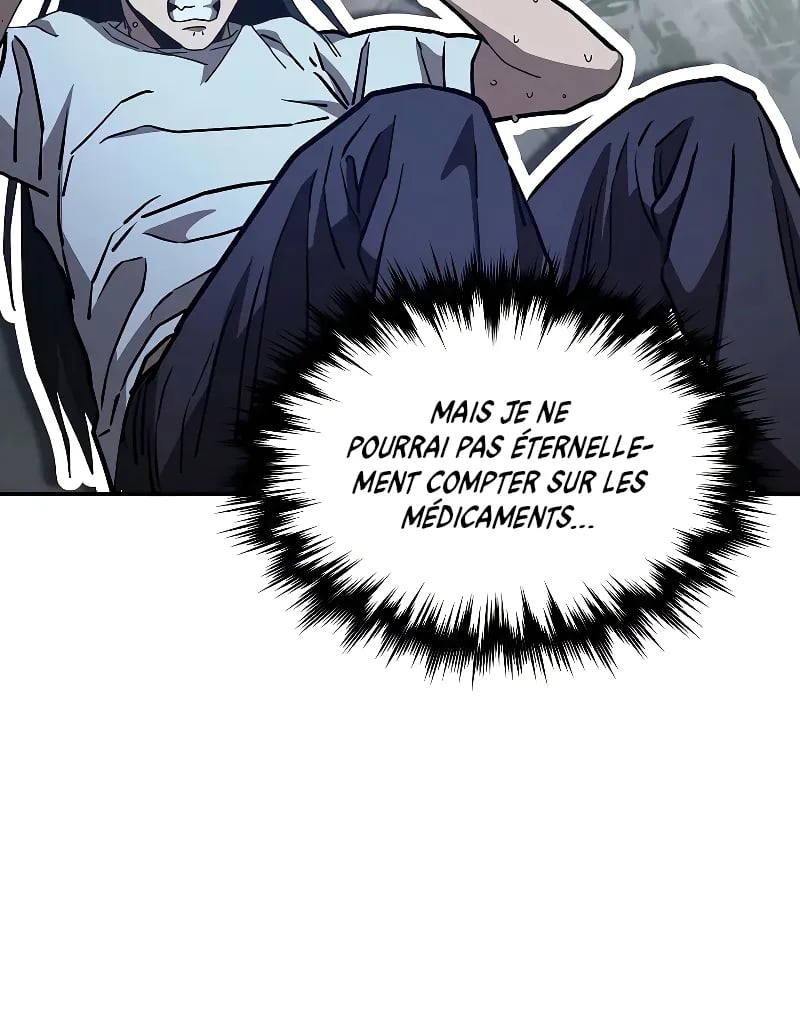 MAIS JE NE
POURRAI PAS ÉTERNELLE-
MENT COMPTER SUR LES
MÉDICAMENTS...